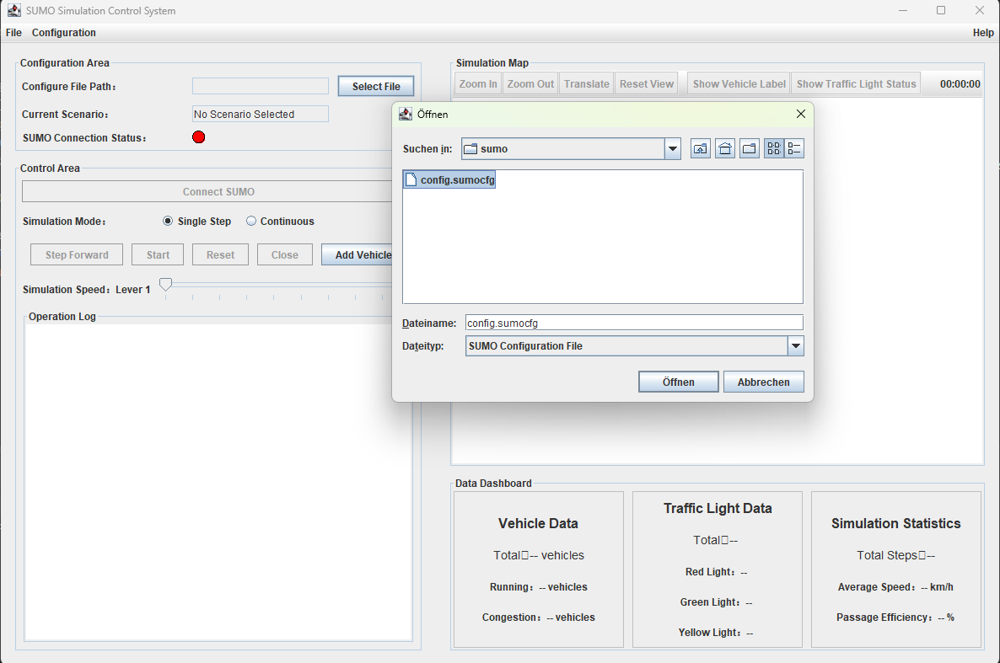 SUMO Simulation Control System
File Configuration Help
Configuration Area
Configure File Path：
Select File
Current Scenario：
No Scenario Selected
SUMO Connection Status：
Control Area
Connect SUMO
Simulation Mode：
Single Step
Continuous
Step Forward
Start
Reset
Close
Add Vehicle
Simulation Speed：Lever 1
Operation Log
Simulation Map
Zoom In
Zoom Out
Translate
Reset View
Show Vehicle Label
Show Traffic Light Status
00:00:00
Öffnen
Suchen in:
sumo
config.sumocfg
Dateiname:
config.sumocfg
Dateityp:
SUMO Configuration File
Öffnen
Abbrechen
Data Dashboard
Vehicle Data
Total□-- vehicles
Running：-- vehicles
Congestion：-- vehicles
Traffic Light Data
Total□--
Red Light：--
Green Light：--
Yellow Light：--
Simulation Statistics
Total Steps□--
Average Speed：-- km/h
Passage Efficiency：-- %